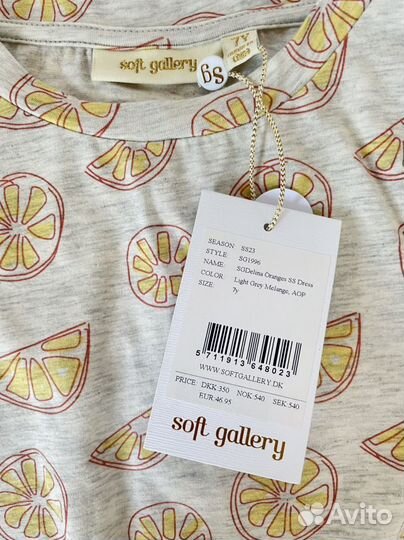 soft gallery
7Y
sg
SEASON: SS23
STYLE: SG1996
NAME: SGDelina Oranges SS Dress
COLOR: Light Grey Melange, AOP
SIZE: 7y
5 711913 648023
WWW.SOFTGALLERY.DK
PRICE: DKK.350 NOK.540 SEK.540
EUR.46.95
soft gallery
Avito